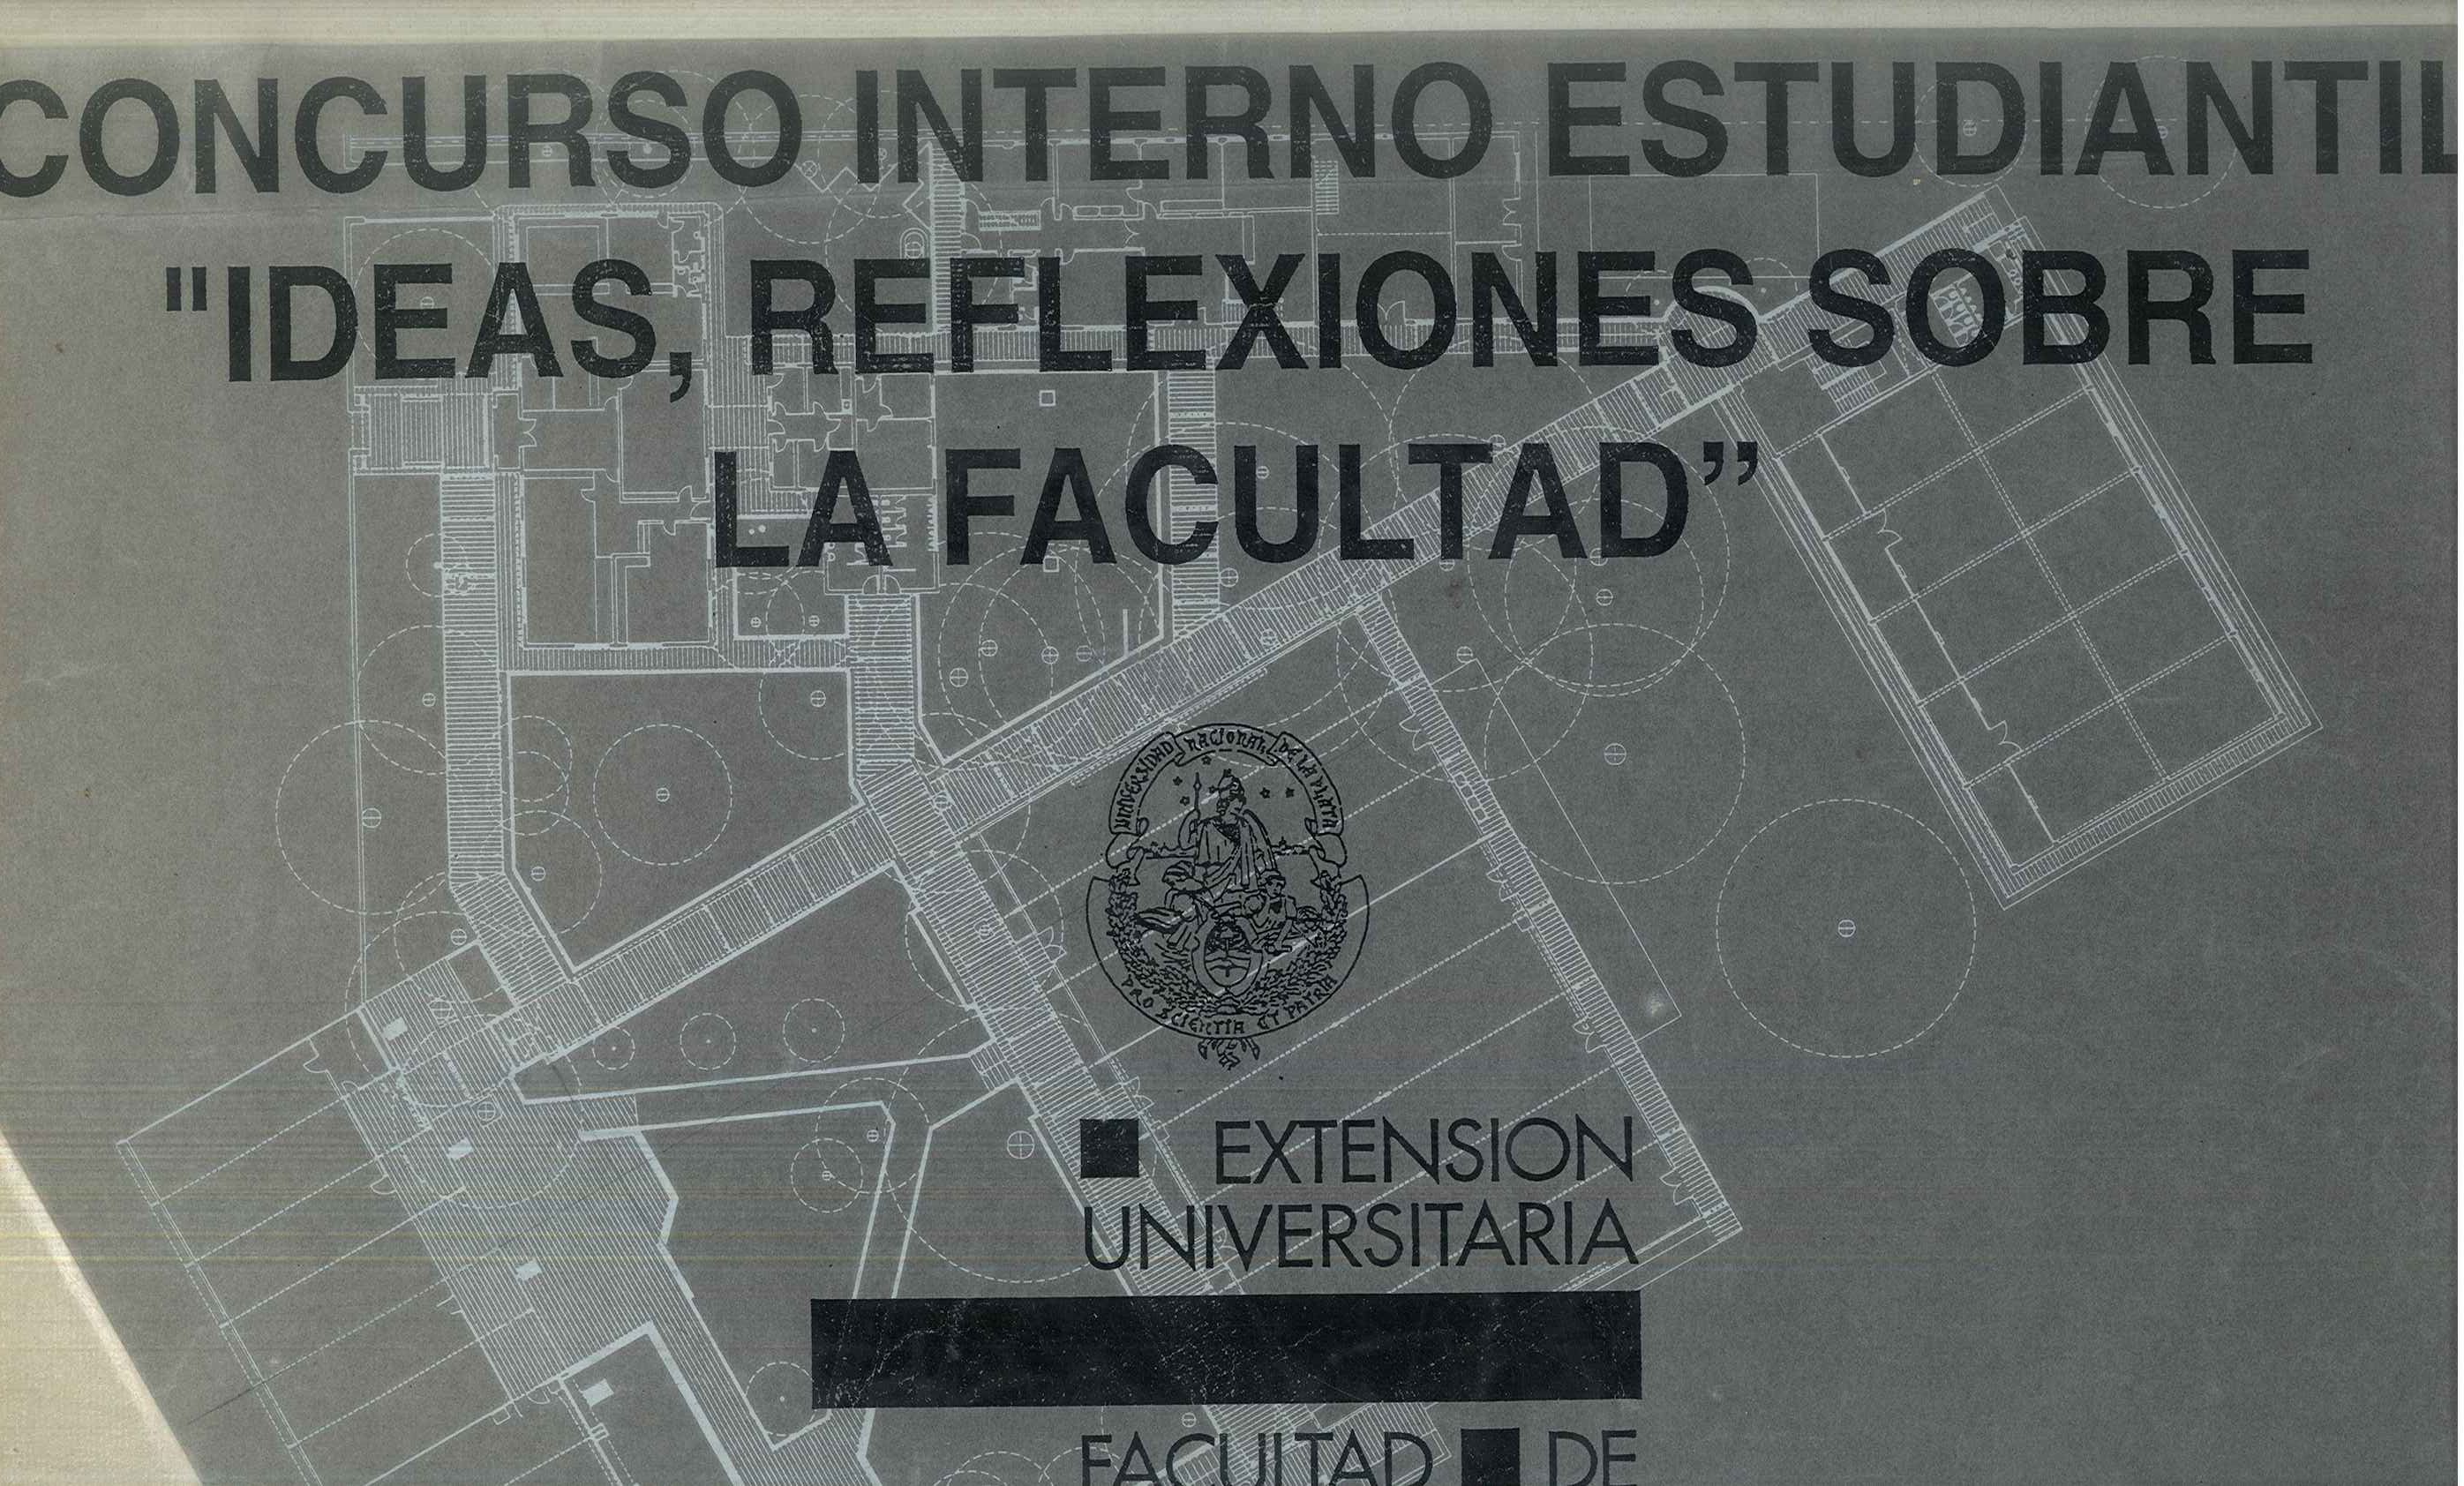 CONCURSO INTERNO ESTUDIANTIL
"IDEAS, REFLEXIONES SOBRE
LA FACULTAD”
UNIVERSIDAD NACIONAL DE LA PLATA
PRO SCIENTIA ET PATRIA
EXTENSION
UNIVERSITARIA
FACULTAD DE